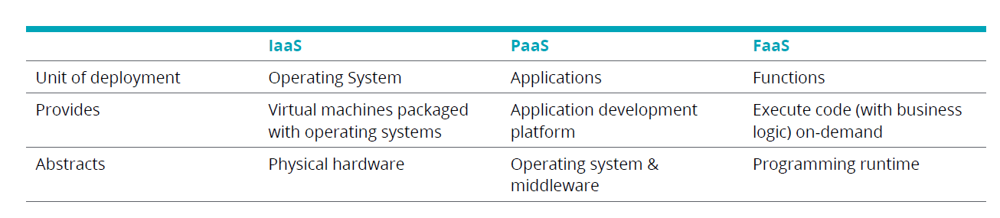 IaaS PaaS FaaS
Unit of deployment Operating System Applications Functions
Provides Virtual machines packaged Application development Execute code (with business
with operating systems platform logic) on-demand
Abstracts Physical hardware Operating system & Programming runtime
middleware